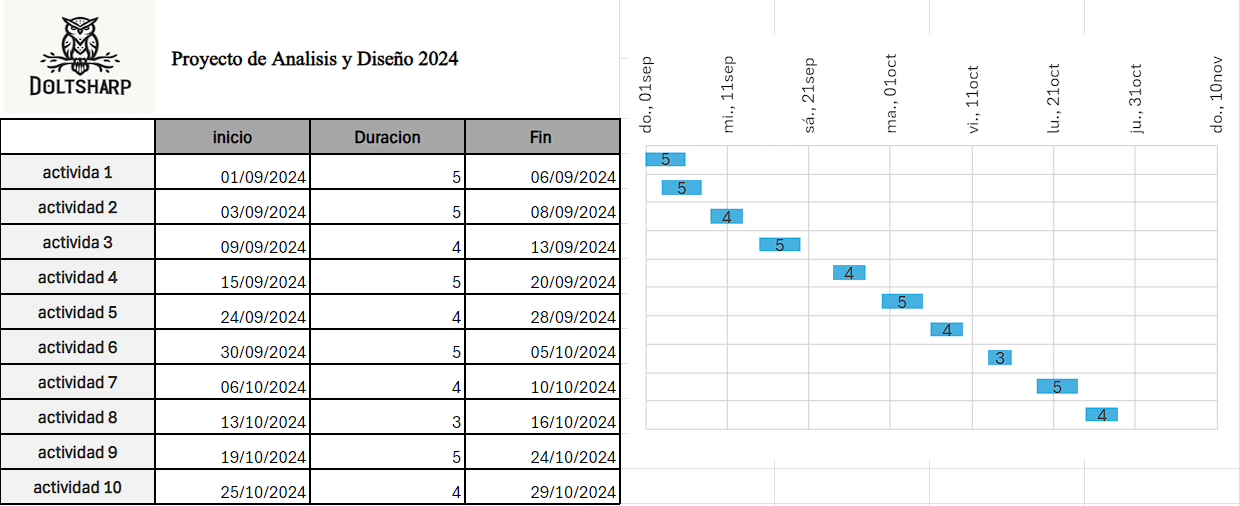 DOLTSHARP
Proyecto de Analisis y Diseño 2024
inicio Duracion Fin
activida 1 01/09/2024 5 06/09/2024
actividad 2 03/09/2024 5 08/09/2024
activida 3 09/09/2024 4 13/09/2024
actividad 4 15/09/2024 5 20/09/2024
actividad 5 24/09/2024 4 28/09/2024
actividad 6 30/09/2024 5 05/10/2024
actividad 7 06/10/2024 4 10/10/2024
actividad 8 13/10/2024 3 16/10/2024
actividad 9 19/10/2024 5 24/10/2024
actividad 10 25/10/2024 4 29/10/2024
do., 01sep
mi., 11sep
sá., 21sep
ma., 01oct
vi., 11oct
lu., 21oct
ju., 31oct
do., 10nov
5
5
4
5
4
5
4
3
5
4